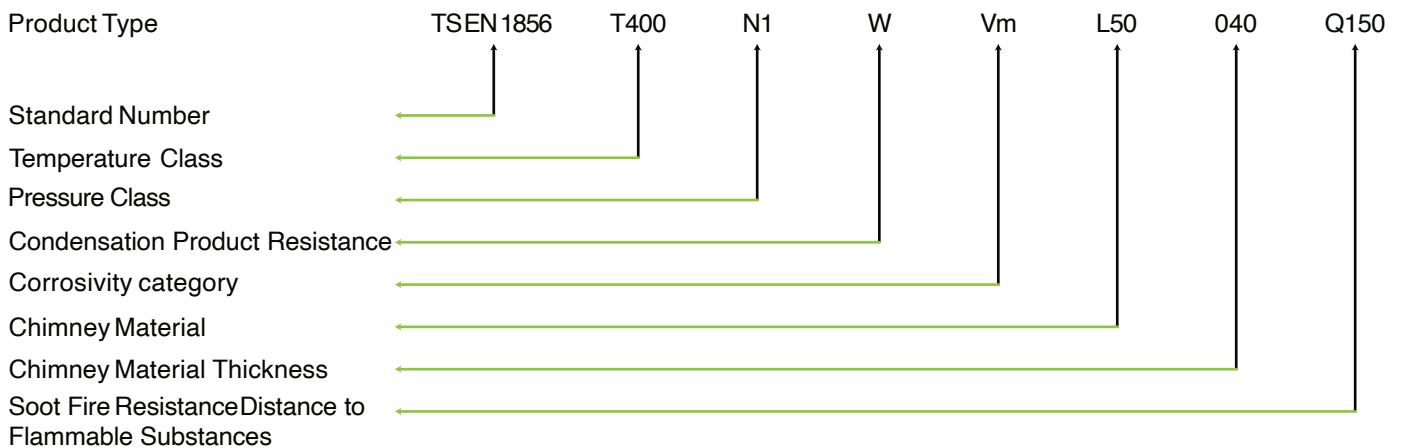 Product Type TSEN 1856 T400 N1 W Vm L50 040 Q150
Standard Number
Temperature Class
Pressure Class
Condensation Product Resistance
Corrosivity category
Chimney Material
Chimney Material Thickness
Soot Fire Resistance Distance to
Flammable Substances